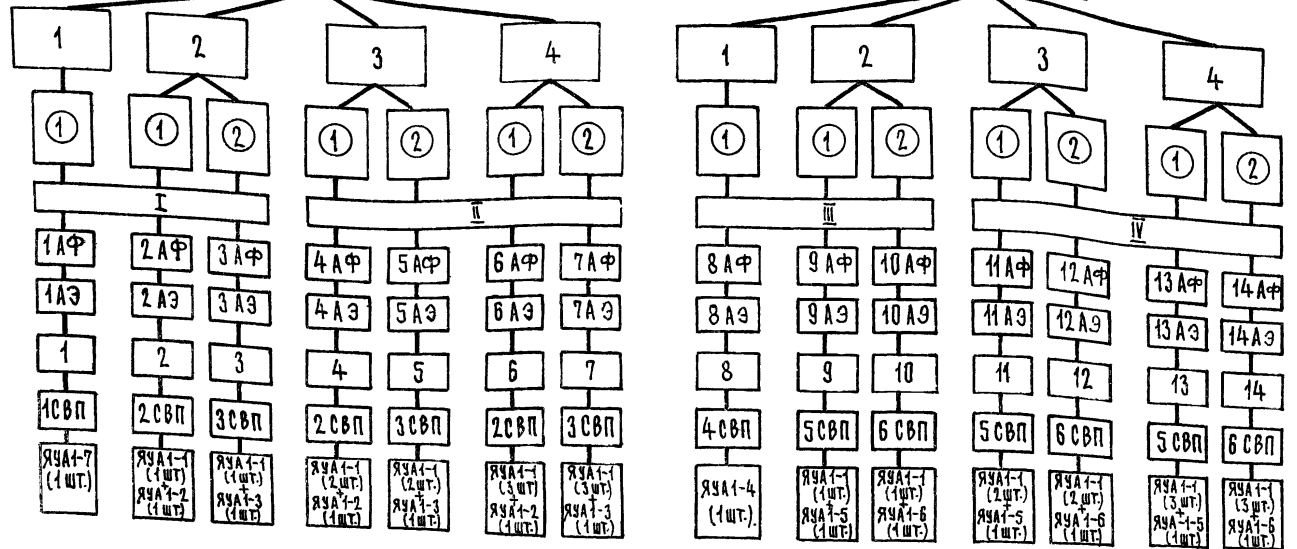 1 2 3 4 1 2 3 4
1 1 2 1 2 1 2 1 1 2 1 2 1 2
I II III IV
1АФ 2АФ 3АФ 4АФ 5АФ 6АФ 7АФ 8АФ 9АФ 10АФ 11АФ 12АФ 13АФ 14АФ
1АЭ 2АЭ 3АЭ 4АЭ 5АЭ 6АЭ 7АЭ 8АЭ 9АЭ 10АЭ 11АЭ 12АЭ 13АЭ 14АЭ
1 2 3 4 5 6 7 8 9 10 11 12 13 14
1СВП 2СВП 3СВП 2СВП 3СВП 2СВП 3СВП 4СВП 5СВП 6СВП 5СВП 6СВП 5СВП 6СВП
ЯУА1-7
(1шт.)
ЯУА1-1
(1шт)
+
ЯУА1-2
(1шт)
ЯУА1-1
(1шт.)
+
ЯУА1-3
(1шт.)
ЯУА1-1
(2шт.)
+
ЯУА1-2
(1шт.)
ЯУА1-1
(2шт.)
+
ЯУА1-3
(1шт.)
ЯУА1-1
(3шт)
+
ЯУА1-2
(1шт.)
ЯУА1-1
(3шт.)
+
ЯУА1-3
(1шт.)
ЯУА1-4
(1шт.)
ЯУА1-1
(1шт.)
+
ЯУА1-5
(1шт.)
ЯУА1-1
(1шт.)
+
ЯУА1-6
(1шт.)
ЯУА1-1
(2шт.)
+
ЯУА1-5
(1шт.)
ЯУА1-1
(2шт.)
+
ЯУА1-6
(1шт.)
ЯУА1-1
(3шт.)
+
ЯУА-1-5
(1шт.)
ЯУА1-1
(3шт.)
+
ЯУА1-6
(1шт.)